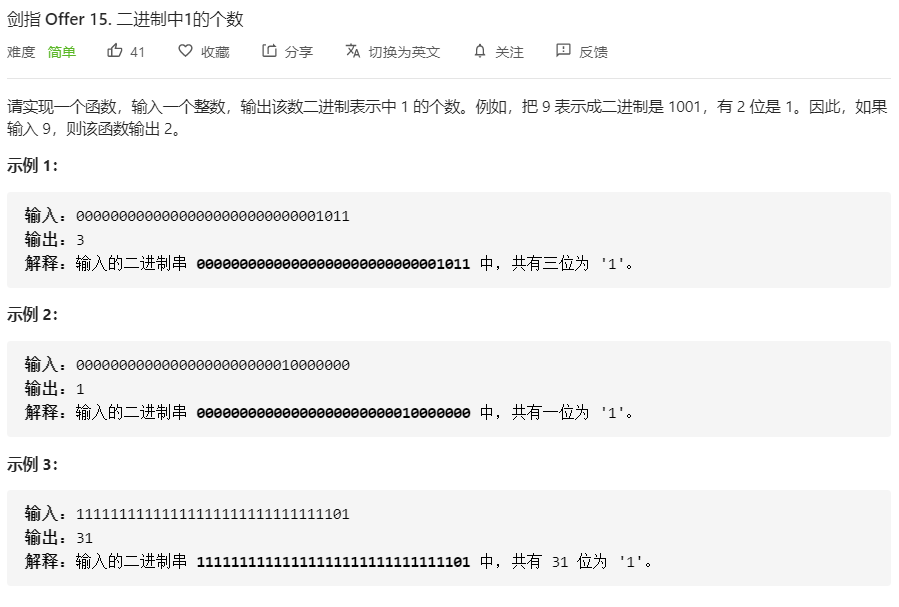 剑指 Offer 15. 二进制中1的个数
难度 简单 41 收藏 分享 切换为英文 关注 反馈
请实现一个函数，输入一个整数，输出该数二进制表示中 1 的个数。例如，把 9 表示成二进制是 1001，有 2 位是 1。因此，如果
输入 9，则该函数输出 2。
示例 1：
输入：00000000000000000000000000001011
输出：3
解释：输入的二进制串 00000000000000000000000000001011 中，共有三位为 '1'。
示例 2：
输入：00000000000000000000000010000000
输出：1
解释：输入的二进制串 00000000000000000000000010000000 中，共有一位为 '1'。
示例 3：
输入：11111111111111111111111111111101
输出：31
解释：输入的二进制串 11111111111111111111111111111101 中，共有 31 位为 '1'。